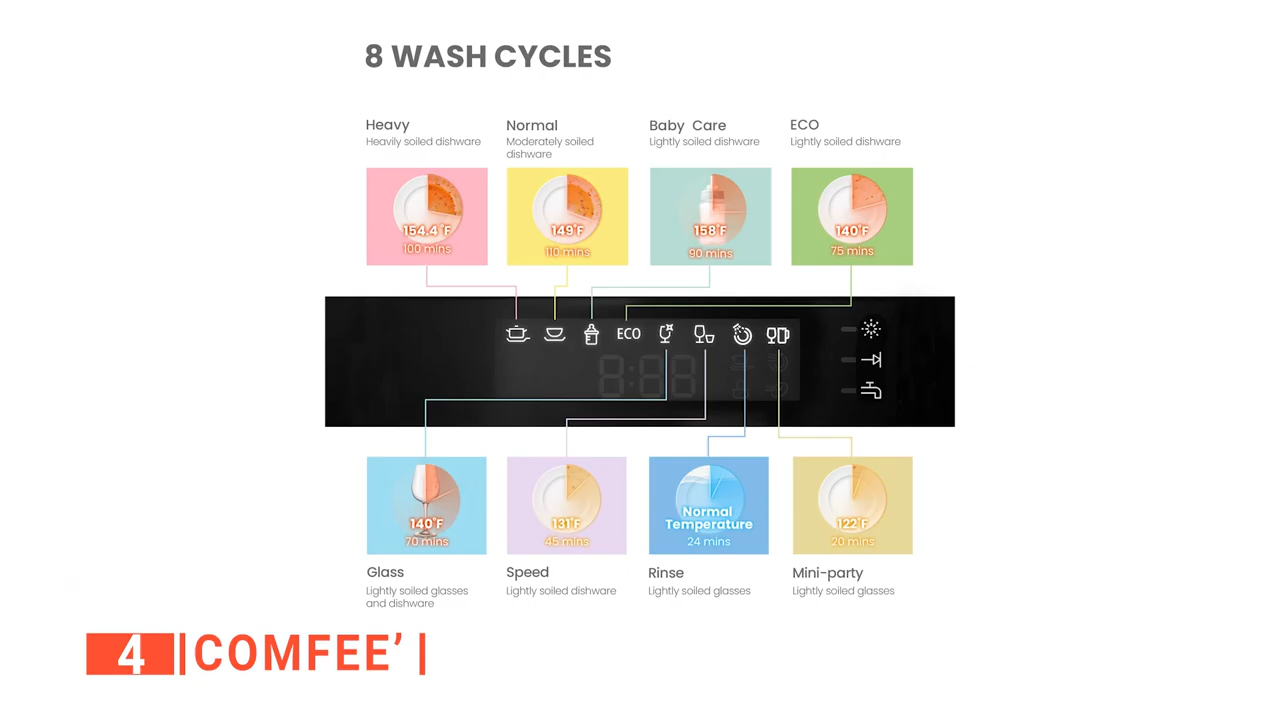 8 WASH CYCLES
Heavy
Heavily soiled dishware
Normal
Moderately soiled
dishware
Baby Care
Lightly soiled dishware
ECO
Lightly soiled dishware
154.4°F
100 mins
149°F
110 mins
158°F
90 mins
140°F
75 mins
ECO
8:88
140°F
70 mins
131°F
45 mins
Normal
Temperature
24 mins
122°F
20 mins
Glass
Lightly soiled glasses
and dishware
Speed
Lightly soiled dishware
Rinse
Lightly soiled glasses
Mini-party
Lightly soiled glasses
4 COMFEE’